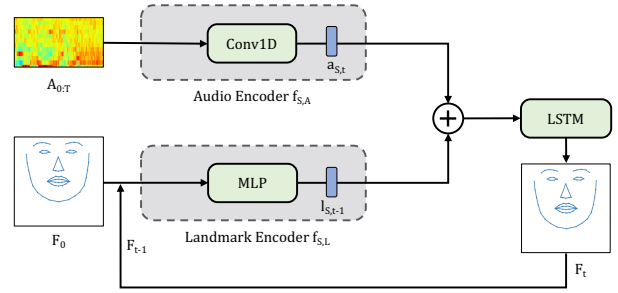 Conv1D
a_{S,t}
A_{0:T}
Audio Encoder f_{S,A}
LSTM
MLP
l_{S,t-1}
F_0
F_{t-1}
Landmark Encoder f_{S,L}
F_t